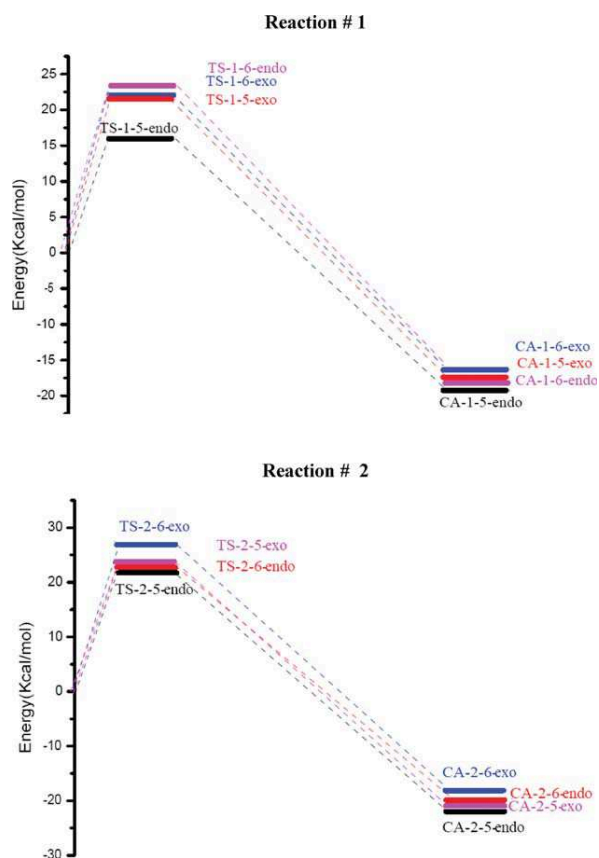 Reaction # 1
TS-1-6-endo
TS-1-6-exo
TS-1-5-exo
TS-1-5-endo
25
20
15
10
5
0
-5
-10
-15
-20
Energy(Kcal/mol)
CA-1-6-exo
CA-1-5-exo
CA-1-6-endo
CA-1-5-endo
Reaction # 2
TS-2-6-exo
TS-2-5-exo
TS-2-6-endo
TS-2-5-endo
30
20
10
0
-10
-20
-30
Energy(Kcal/mol)
CA-2-6-exo
CA-2-6-endo
CA-2-5-exo
CA-2-5-endo